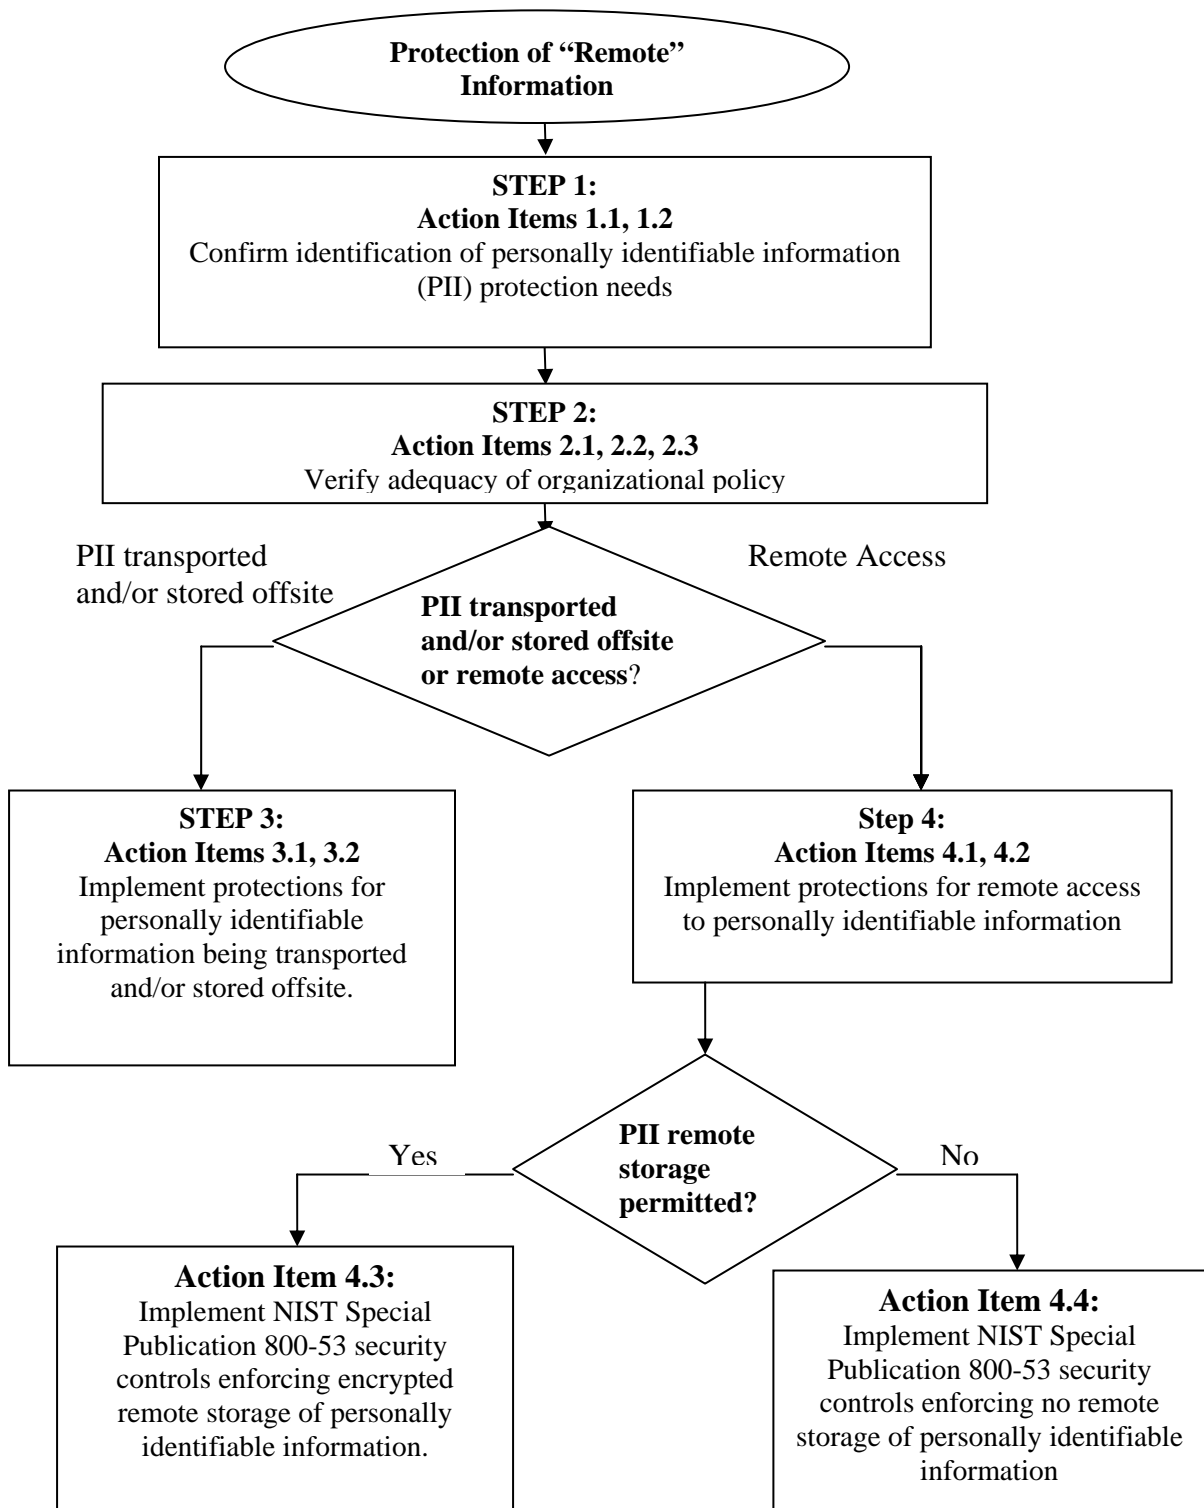 Protection of “Remote”
Information
STEP 1:
Action Items 1.1, 1.2
Confirm identification of personally identifiable information
(PII) protection needs
STEP 2:
Action Items 2.1, 2.2, 2.3
Verify adequacy of organizational policy
PII transported
and/or stored offsite
Remote Access
PII transported
and/or stored offsite
or remote access?
STEP 3:
Action Items 3.1, 3.2
Implement protections for
personally identifiable
information being transported
and/or stored offsite.
Step 4:
Action Items 4.1, 4.2
Implement protections for remote access
to personally identifiable information
PII remote
storage
permitted?
Yes
No
Action Item 4.3:
Implement NIST Special
Publication 800-53 security
controls enforcing encrypted
remote storage of personally
identifiable information.
Action Item 4.4:
Implement NIST Special
Publication 800-53 security
controls enforcing no remote
storage of personally identifiable
information